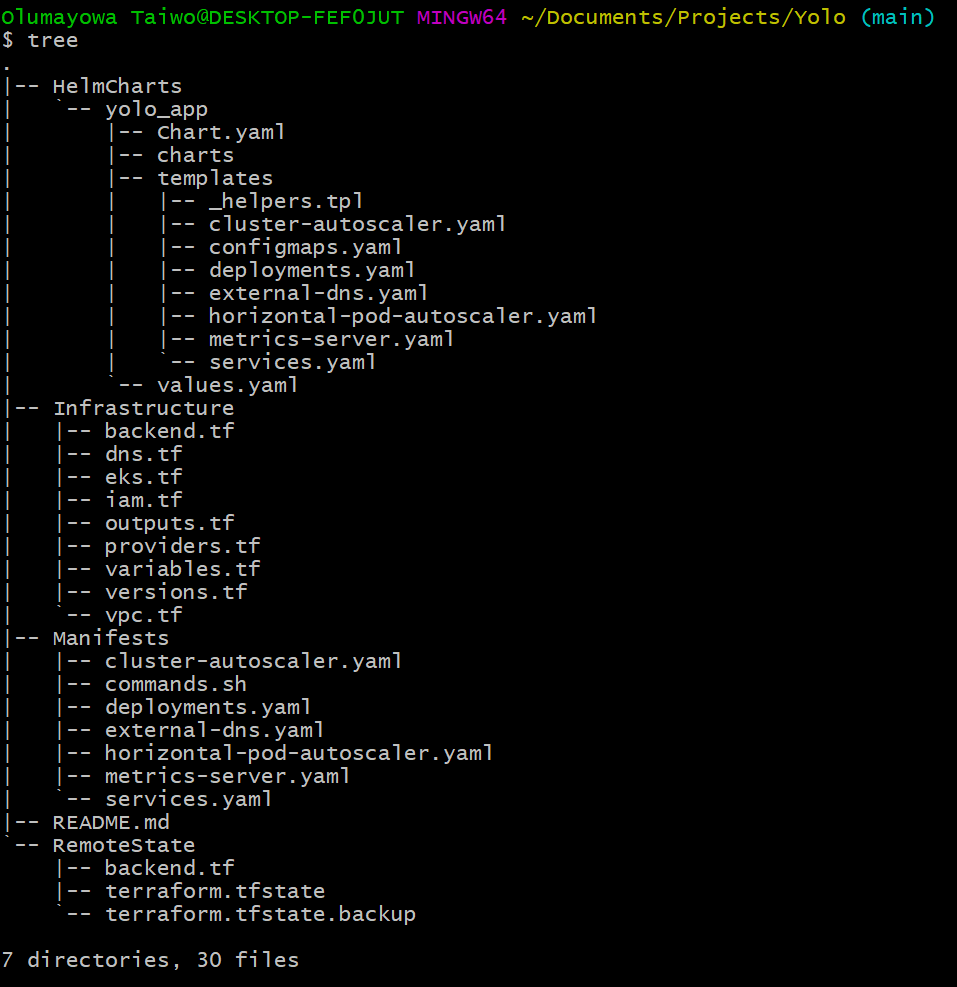 Olumayowa Taiwo@DESKTOP-FEF0JUT MINGW64 ~/Documents/Projects/Yolo (main)
$ tree
.
|-- HelmCharts
|   `-- yolo_app
|       |-- Chart.yaml
|       |-- charts
|       |-- templates
|       |   |-- _helpers.tpl
|       |   |-- cluster-autoscaler.yaml
|       |   |-- configmaps.yaml
|       |   |-- deployments.yaml
|       |   |-- external-dns.yaml
|       |   |-- horizontal-pod-autoscaler.yaml
|       |   |-- metrics-server.yaml
|       |   `-- services.yaml
|       `-- values.yaml
|-- Infrastructure
|   |-- backend.tf
|   |-- dns.tf
|   |-- eks.tf
|   |-- iam.tf
|   |-- outputs.tf
|   |-- providers.tf
|   |-- variables.tf
|   |-- versions.tf
|   `-- vpc.tf
|-- Manifests
|   |-- cluster-autoscaler.yaml
|   |-- commands.sh
|   |-- deployments.yaml
|   |-- external-dns.yaml
|   |-- horizontal-pod-autoscaler.yaml
|   |-- metrics-server.yaml
|   `-- services.yaml
|-- README.md
`-- RemoteState
    |-- backend.tf
    |-- terraform.tfstate
    `-- terraform.tfstate.backup
7 directories, 30 files